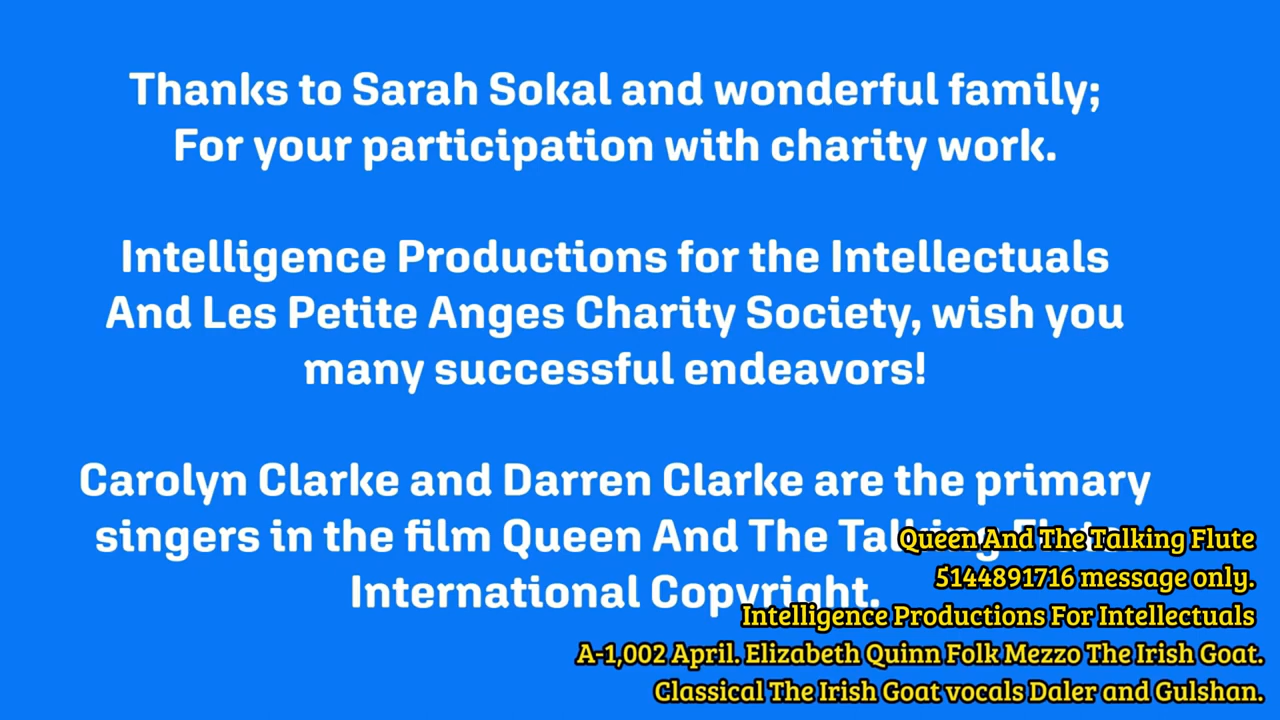 Thanks to Sarah Sokal and wonderful family;
For your participation with charity work.
Intelligence Productions for the Intellectuals
And Les Petite Anges Charity Society, wish you
many successful endeavors!
Carolyn Clarke and Darren Clarke are the primary
singers in the film Queen And The Talking Flute
International Copyright.
Queen And The Talking Flute
5144891716 message only.
Intelligence Productions For Intellectuals
A-1,002 April. Elizabeth Quinn Folk Mezzo The Irish Goat.
Classical The Irish Goat vocals Daler and Gulshan.